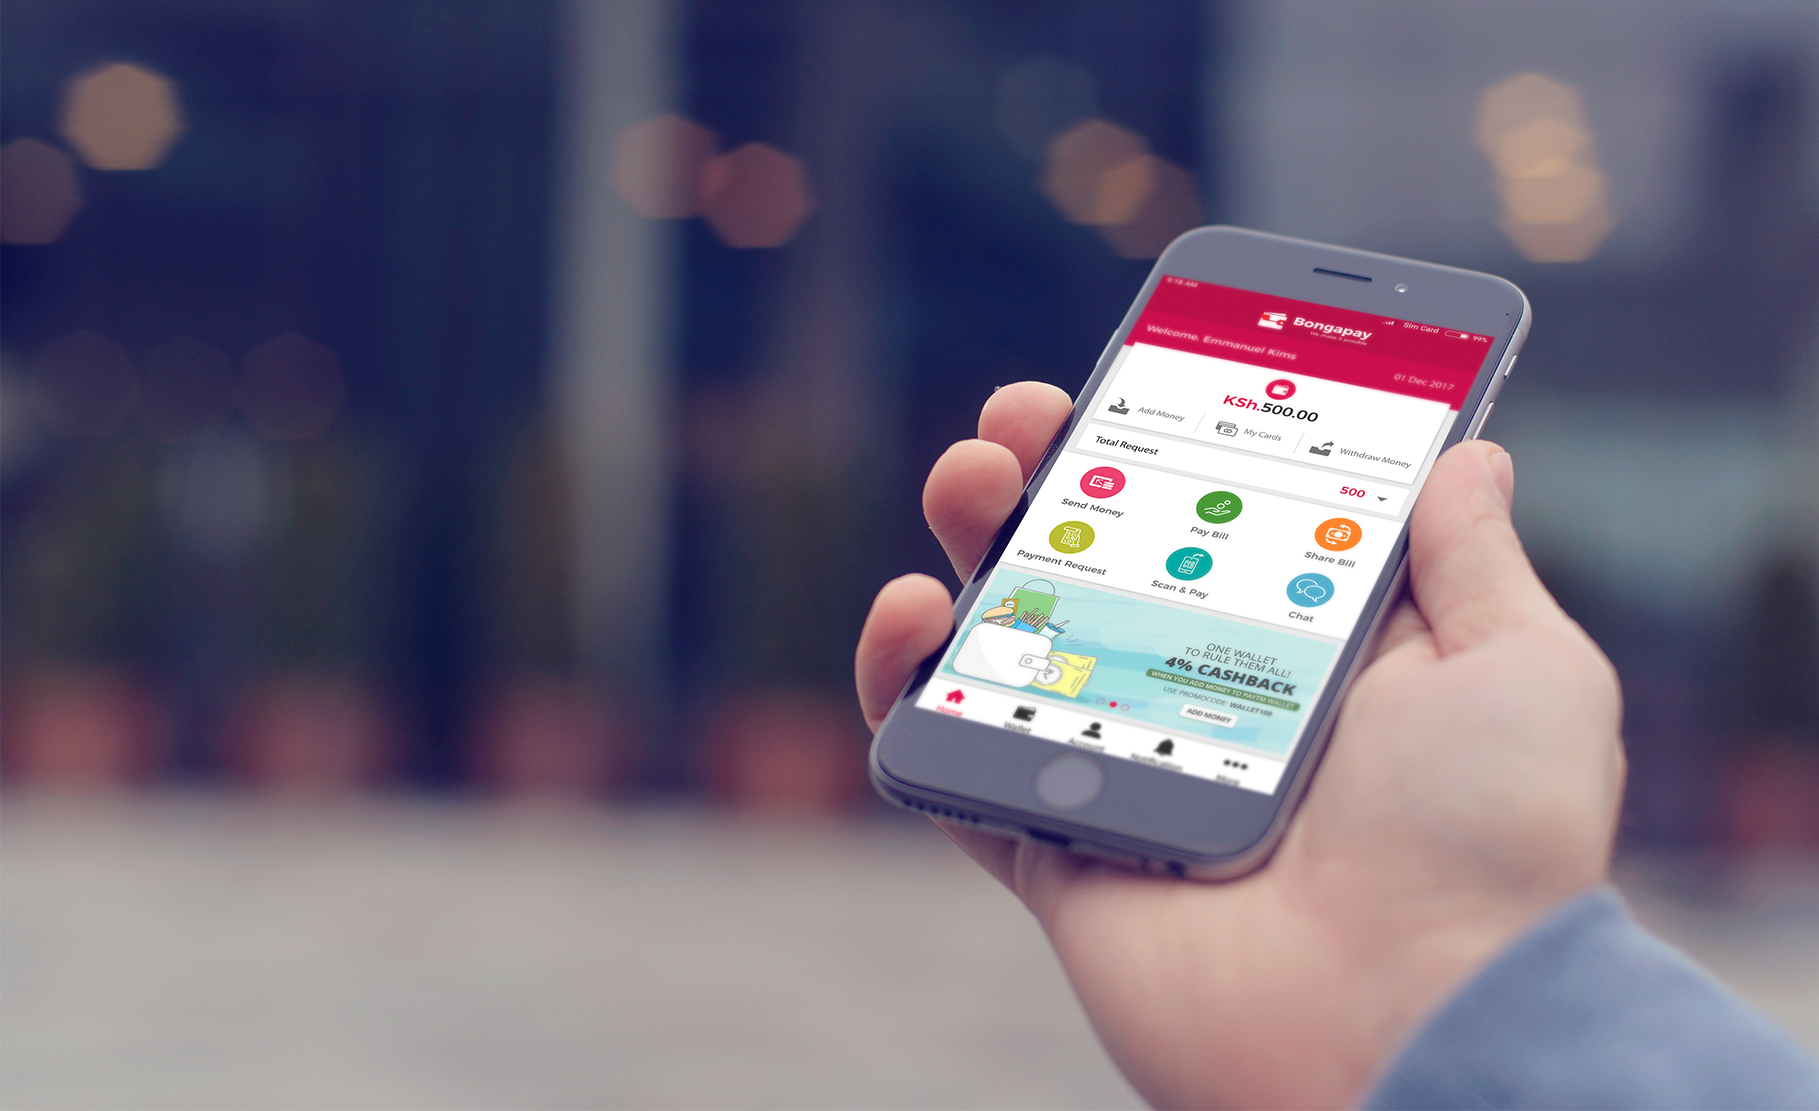 9:18 AM
Sim Card
99%
Bongapay
We make it possible
Welcome, Emmanuel Kims
01 Dec 2017
KSh.500.00
Add Money
My Cards
Withdraw Money
Total Request
500
Send Money
Pay Bill
Share Bill
Payment Request
Scan & Pay
Chat
ONE WALLET
TO RULE THEM ALL!
4% CASHBACK
WHEN YOU ADD MONEY TO PAYTM WALLET
USE PROMOCODE: WALLET100
ADD MONEY
Home
Wallet
Account
Notification
More